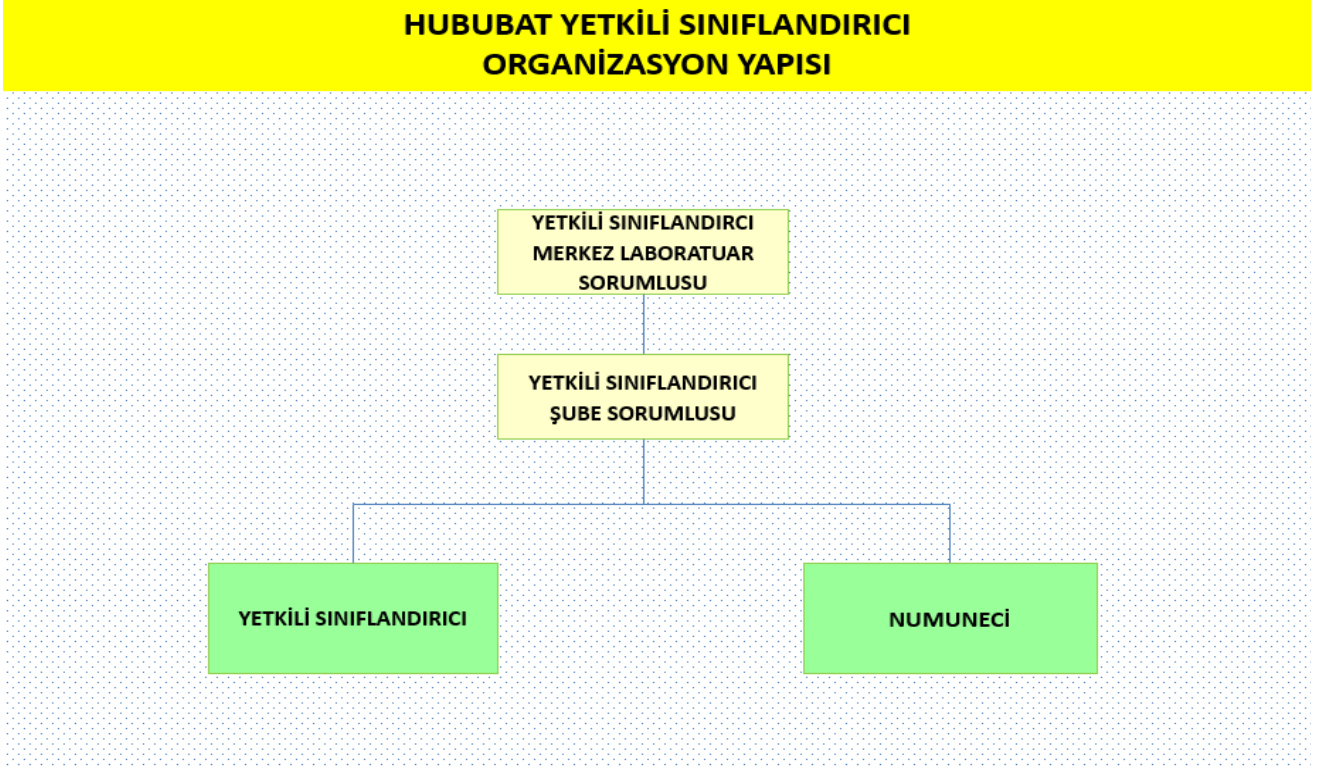 HUBUBAT YETKİLİ SINIFLANDIRICI
ORGANİZASYON YAPISI
YETKİLİ SINIFLANDIRCI
MERKEZ LABORATUAR
SORUMLUSU
YETKİLİ SINIFLANDIRICI
ŞUBE SORUMLUSU
YETKİLİ SINIFLANDIRICI
NUMUNECİ